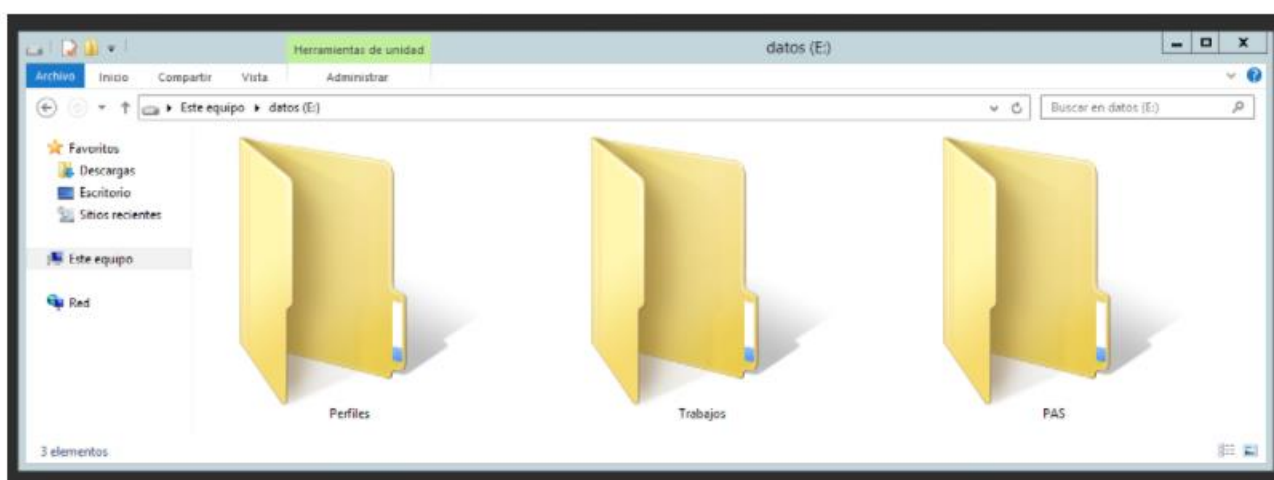 Herramientas de unidad
datos (E:)
Archivo Inicio Compartir Vista Administrar
Este equipo datos (E:)
Buscar en datos (E:)
Favoritos
Descargas
Escritorio
Sitios recientes
Este equipo
Red
Perfiles
Trabajos
PAS
3 elementos